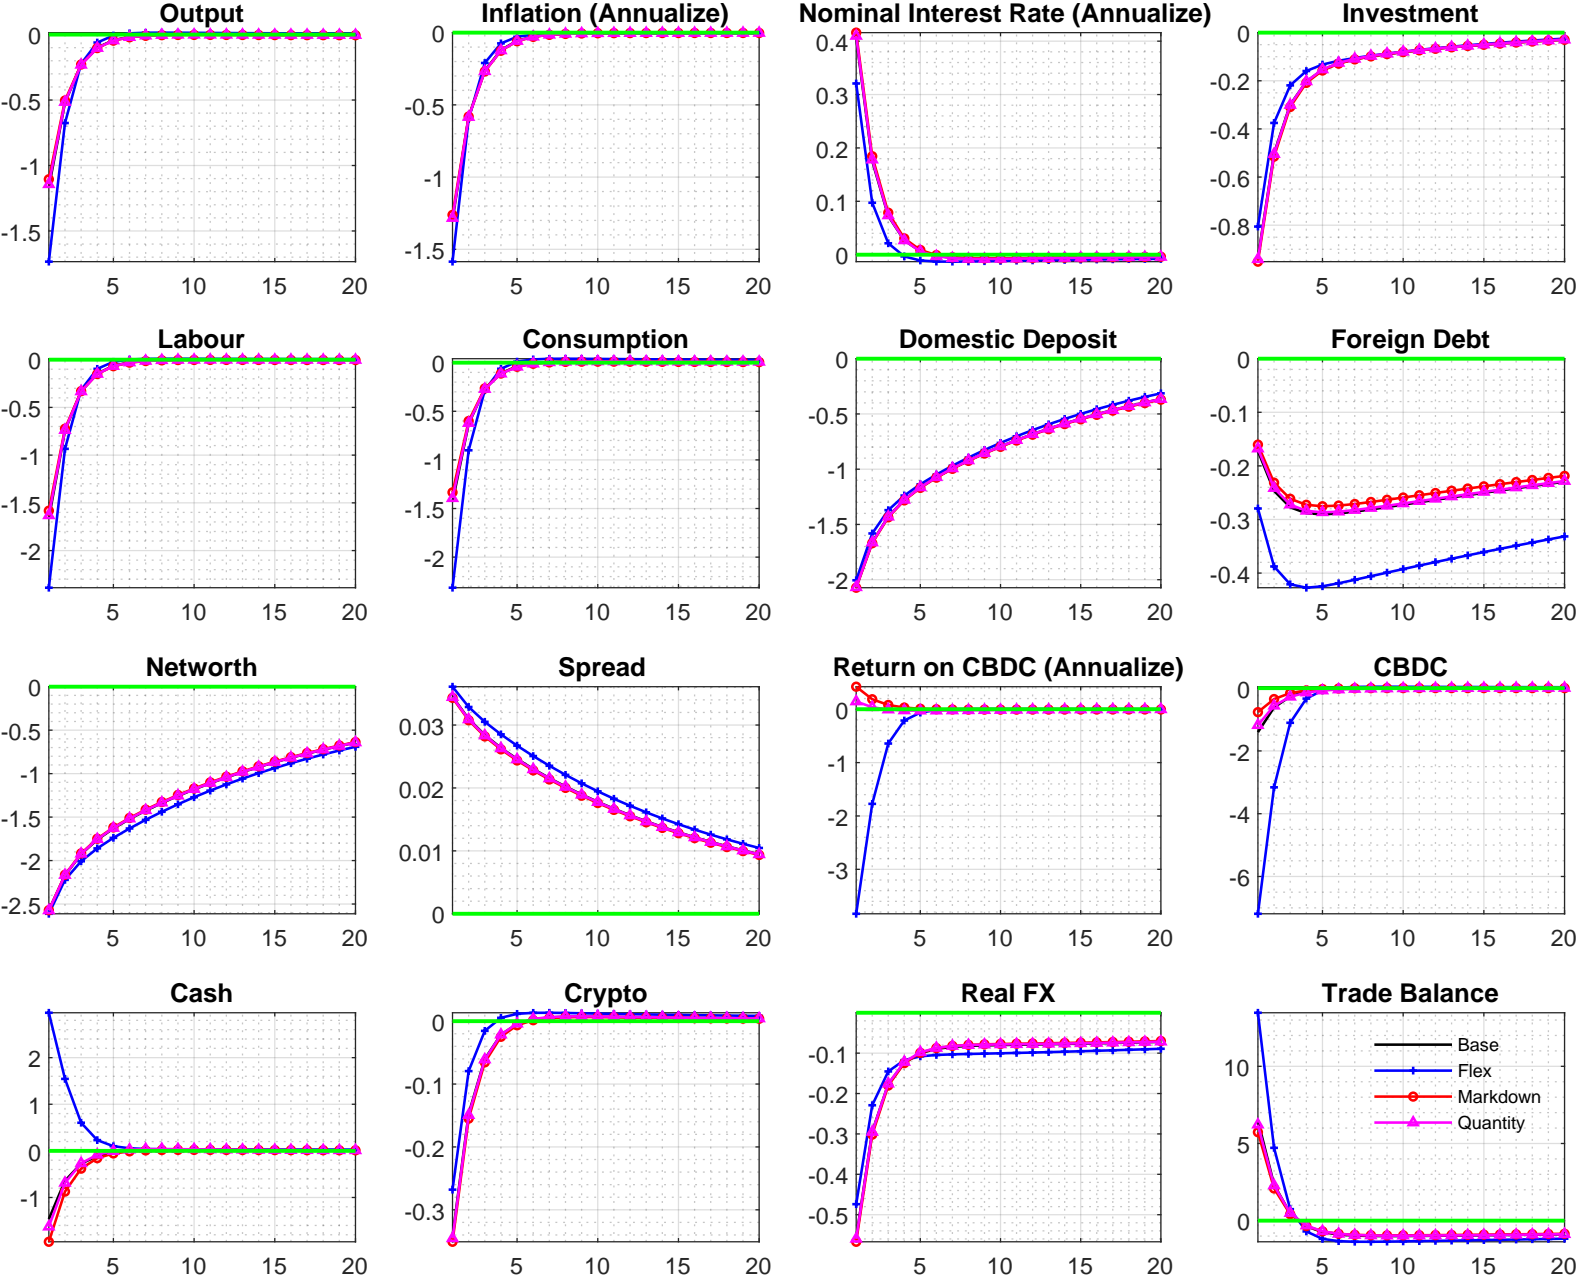 Output
Inflation (Annualize)
Nominal Interest Rate (Annualize)
Investment
0
-0.5
-1
-1.5
5 10 15 20
0
-0.5
-1
-1.5
5 10 15 20
0.4
0.3
0.2
0.1
0
5 10 15 20
0
-0.2
-0.4
-0.6
-0.8
5 10 15 20
Labour
Consumption
Domestic Deposit
Foreign Debt
0
-0.5
-1
-1.5
-2
5 10 15 20
0
-0.5
-1
-1.5
-2
5 10 15 20
0
-0.5
-1
-1.5
-2
5 10 15 20
0
-0.1
-0.2
-0.3
-0.4
5 10 15 20
Networth
Spread
Return on CBDC (Annualize)
CBDC
0
-0.5
-1
-1.5
-2
-2.5
5 10 15 20
0.03
0.02
0.01
0
5 10 15 20
0
-1
-2
-3
5 10 15 20
0
-2
-4
-6
5 10 15 20
Cash
Crypto
Real FX
Trade Balance
2
1
0
-1
5 10 15 20
0
-0.1
-0.2
-0.3
5 10 15 20
-0.1
-0.2
-0.3
-0.4
-0.5
5 10 15 20
10
5
0
5 10 15 20
Base
Flex
Markdown
Quantity